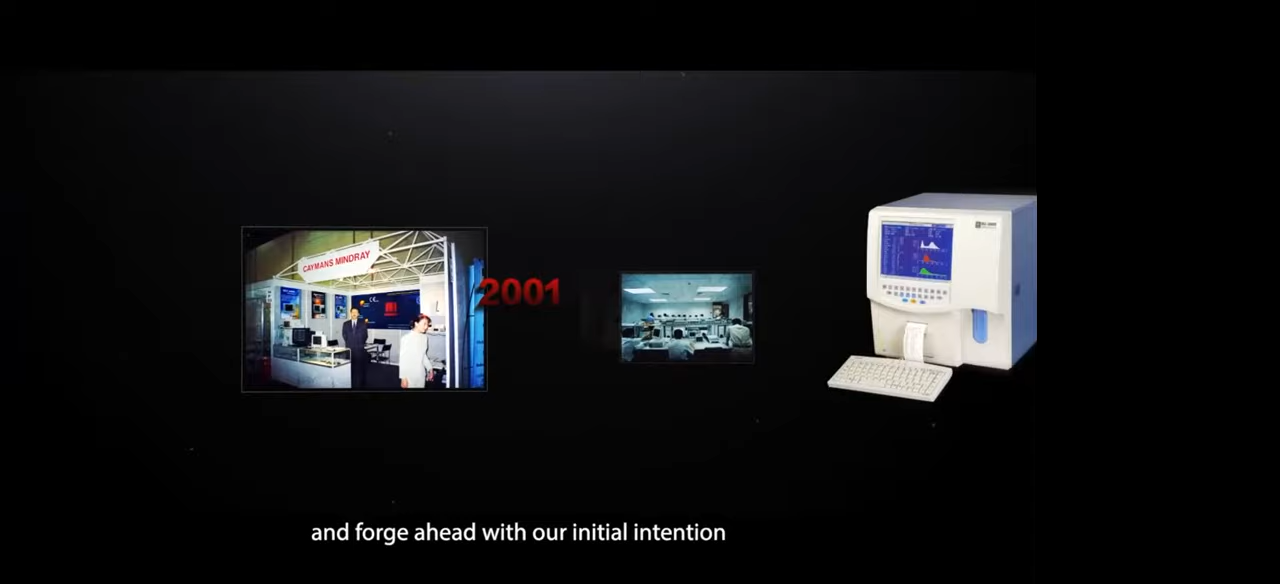 CAYMANS MINDRAY
2001
and forge ahead with our initial intention